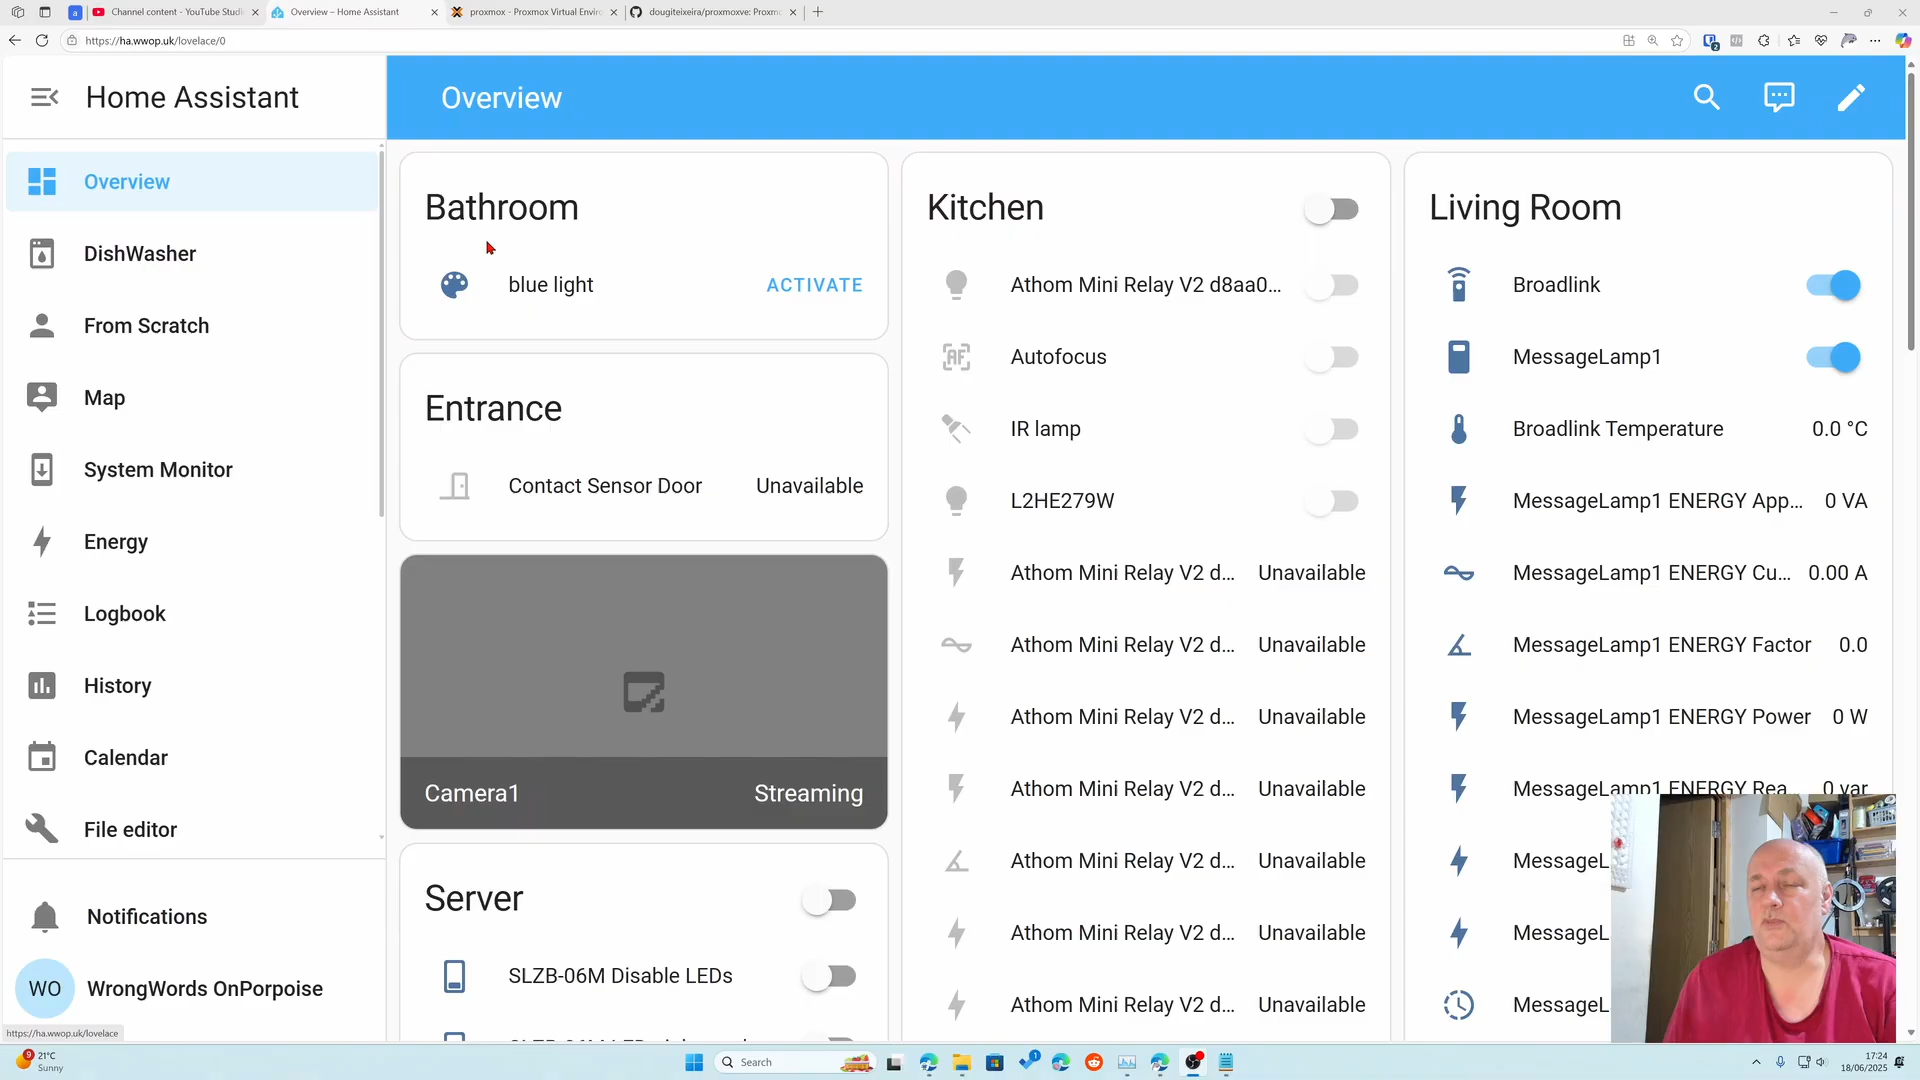 Channel content - YouTube Studi
Overview – Home Assistant
proxmox - Proxmox Virtual Enviro
dougiteixeira/proxmoxve: Proxmo
https://ha.wwop.uk/lovelace/0
Home Assistant
Overview
Overview
DishWasher
From Scratch
Map
System Monitor
Energy
Logbook
History
Calendar
File editor
Notifications
WO
WrongWords OnPorpoise
https://ha.wwop.uk/lovelace
Bathroom
blue light
ACTIVATE
Entrance
Contact Sensor Door
Unavailable
Camera1
Streaming
Server
SLZB-06M Disable LEDs
Kitchen
Athom Mini Relay V2 d8aa0...
Autofocus
IR lamp
L2HE279W
Athom Mini Relay V2 d... Unavailable
Athom Mini Relay V2 d... Unavailable
Athom Mini Relay V2 d... Unavailable
Athom Mini Relay V2 d... Unavailable
Athom Mini Relay V2 d... Unavailable
Athom Mini Relay V2 d... Unavailable
Athom Mini Relay V2 d... Unavailable
Living Room
Broadlink
MessageLamp1
Broadlink Temperature 0.0 °C
MessageLamp1 ENERGY App... 0 VA
MessageLamp1 ENERGY Cu... 0.00 A
MessageLamp1 ENERGY Factor 0.0
MessageLamp1 ENERGY Power 0 W
MessageLamp1 ENERGY Rea... 0 var
MessageL
MessageL
MessageL
21°C
Sunny
Search
17:24
18/06/2025